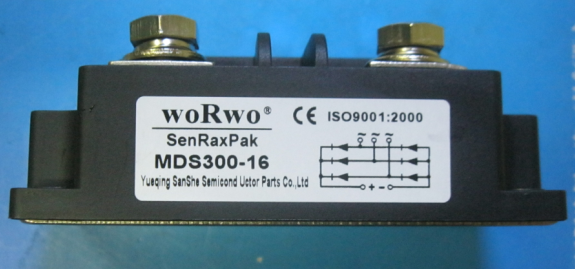 woRwo®
CE ISO9001:2000
SenRaxPak
MDS300-16
Yueqing SanShe Semicond Uctor Parts Co.,Ltd
~ ~ ~
+ -